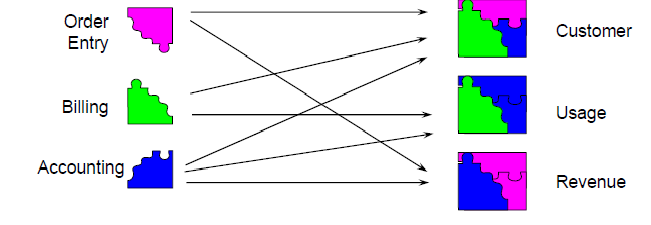 Order
Entry
Billing
Accounting
Customer
Usage
Revenue